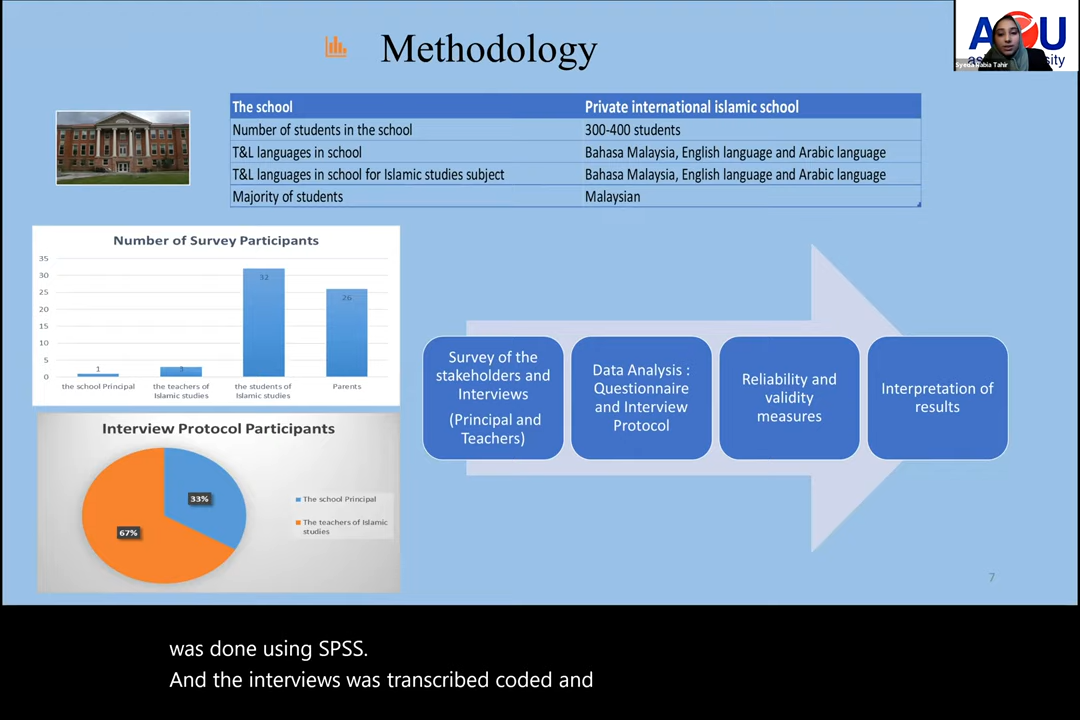 Methodology
AeU
Syeda Rabia Tahir
The school Private international islamic school
Number of students in the school 300-400 students
T&L languages in school Bahasa Malaysia, English language and Arabic language
T&L languages in school for Islamic studies subject Bahasa Malaysia, English language and Arabic language
Majority of students Malaysian
Number of Survey Participants
35
30
25
20
15
10
5
0
1
3
32
26
the school Principal
the teachers of
Islamic studies
the students of
Islamic studies
Parents
Interview Protocol Participants
33%
67%
The school Principal
The teachers of Islamic
studies
Survey of the
stakeholders and
Interviews
(Principal and
Teachers)
Data Analysis :
Questionnaire
and Interview
Protocol
Reliability and
validity
measures
Interpretation of
results
7
was done using SPSS.
And the interviews was transcribed coded and